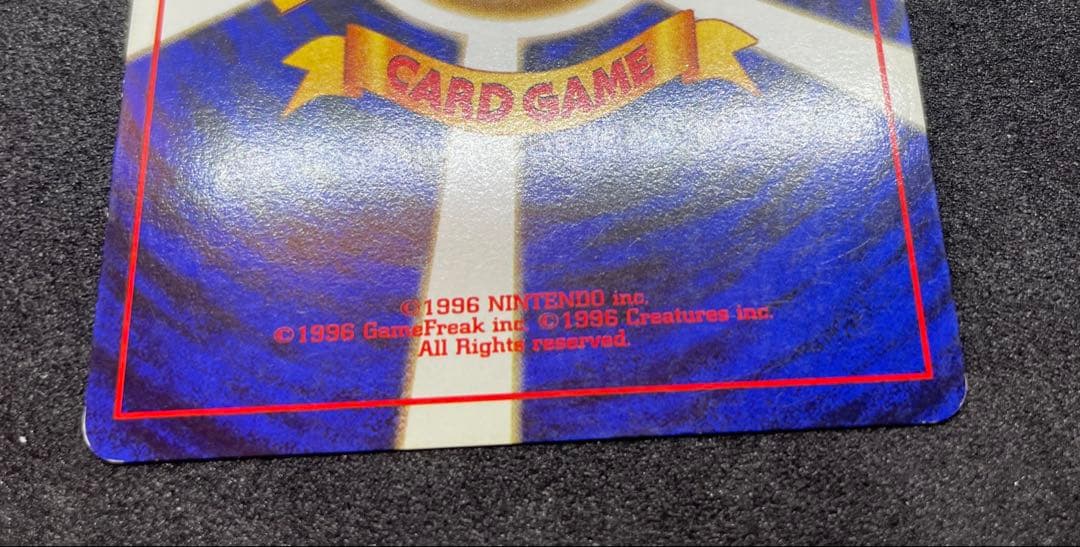 CARD GAME
©1996 NINTENDO inc.
©1996 GameFreak inc. ©1996 Creatures inc.
All Rights reserved.